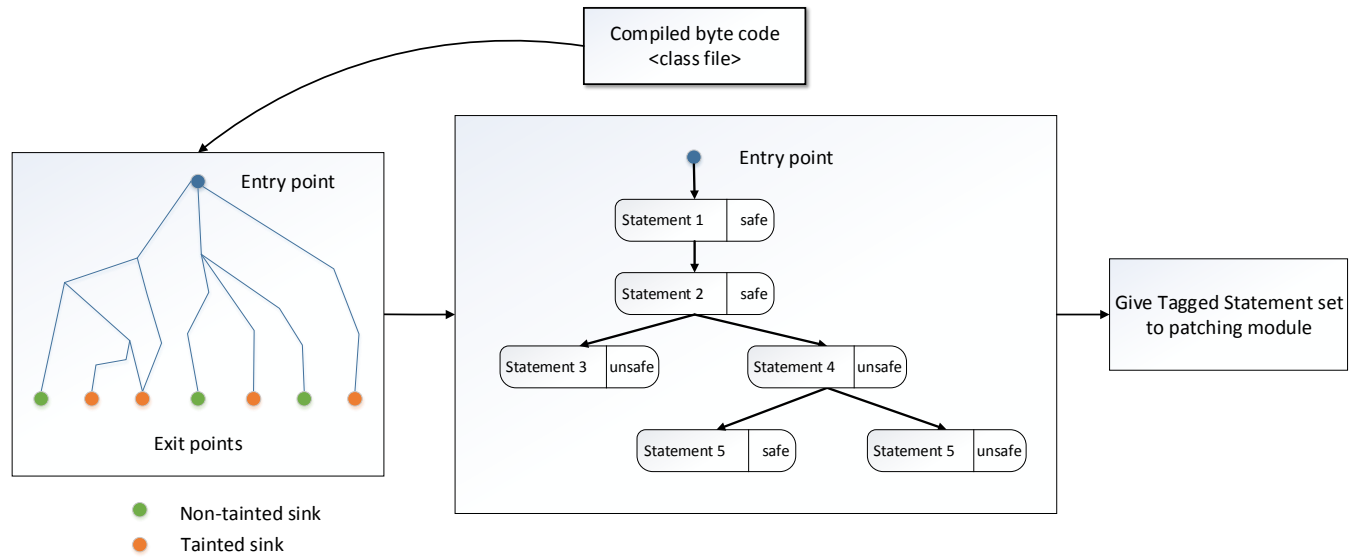 Compiled byte code
<class file>
Entry point
Exit points
Non-tainted sink
Tainted sink
Entry point
Statement 1 safe
Statement 2 safe
Statement 3 unsafe
Statement 4 unsafe
Statement 5 safe
Statement 5 unsafe
Give Tagged Statement set
to patching module